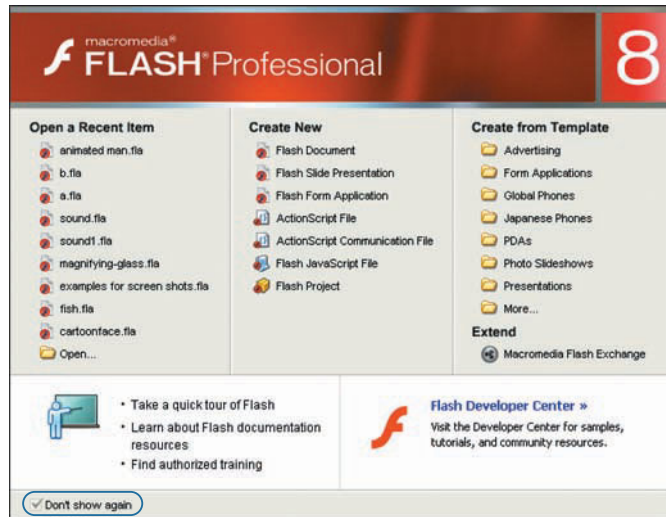 macromedia®
FLASH® Professional
8
Open a Recent Item
animated man.fla
b.fla
a.fla
sound.fla
sound1.fla
magnifying-glass.fla
examples for screen shots.fla
fish.fla
cartoonface.fla
Open...
Create New
Flash Document
Flash Slide Presentation
Flash Form Application
ActionScript File
ActionScript Communication File
Flash JavaScript File
Flash Project
Create from Template
Advertising
Form Applications
Global Phones
Japanese Phones
PDAs
Photo Slideshows
Presentations
More...
Extend
Macromedia Flash Exchange
• Take a quick tour of Flash
• Learn about Flash documentation
resources
• Find authorized training
Flash Developer Center »
Visit the Developer Center for samples,
tutorials, and community resources.
Don't show again